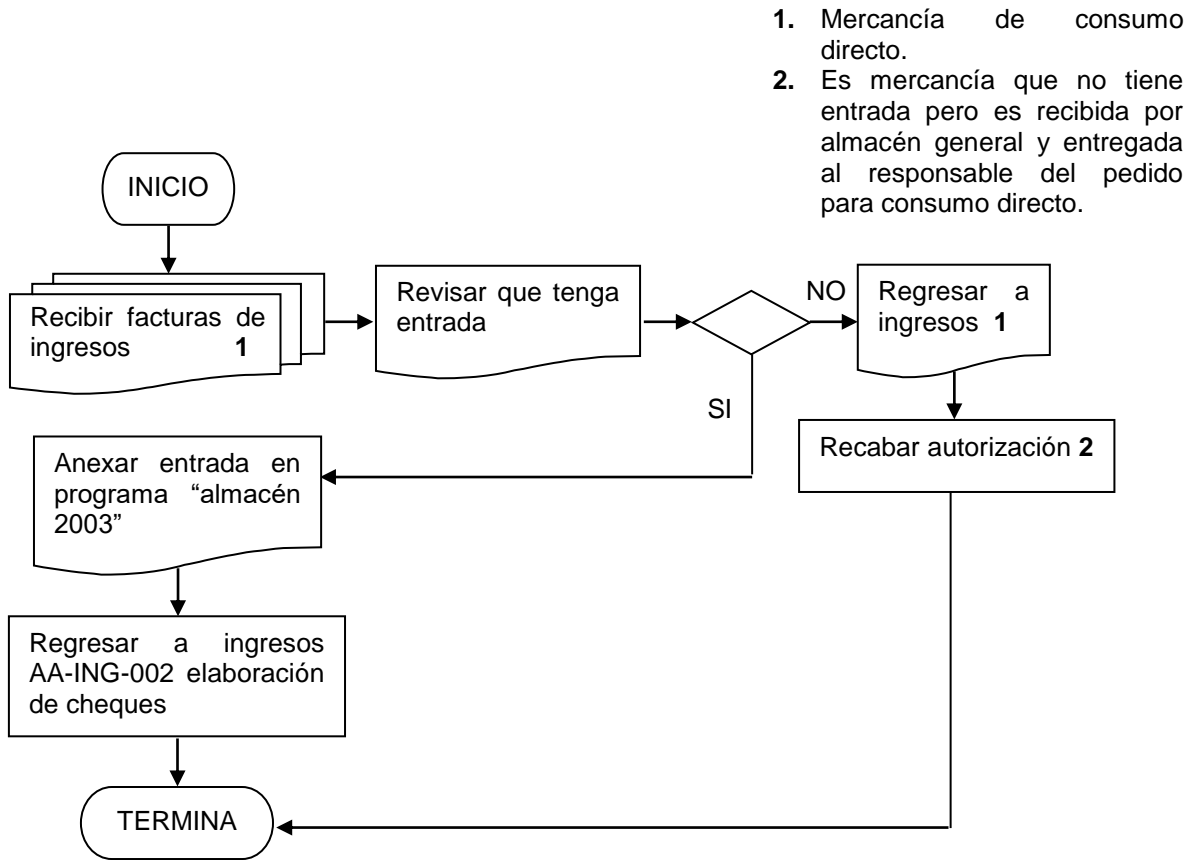 1. Mercancía de consumo
directo.
2. Es mercancía que no tiene
entrada pero es recibida por
almacén general y entregada
al responsable del pedido
para consumo directo.
INICIO
Recibir facturas de
ingresos 1
Revisar que tenga
entrada
NO
Regresar a
ingresos 1
SI
Recabar autorización 2
Anexar entrada en
programa “almacén
2003”
Regresar a ingresos
AA-ING-002 elaboración
de cheques
TERMINA